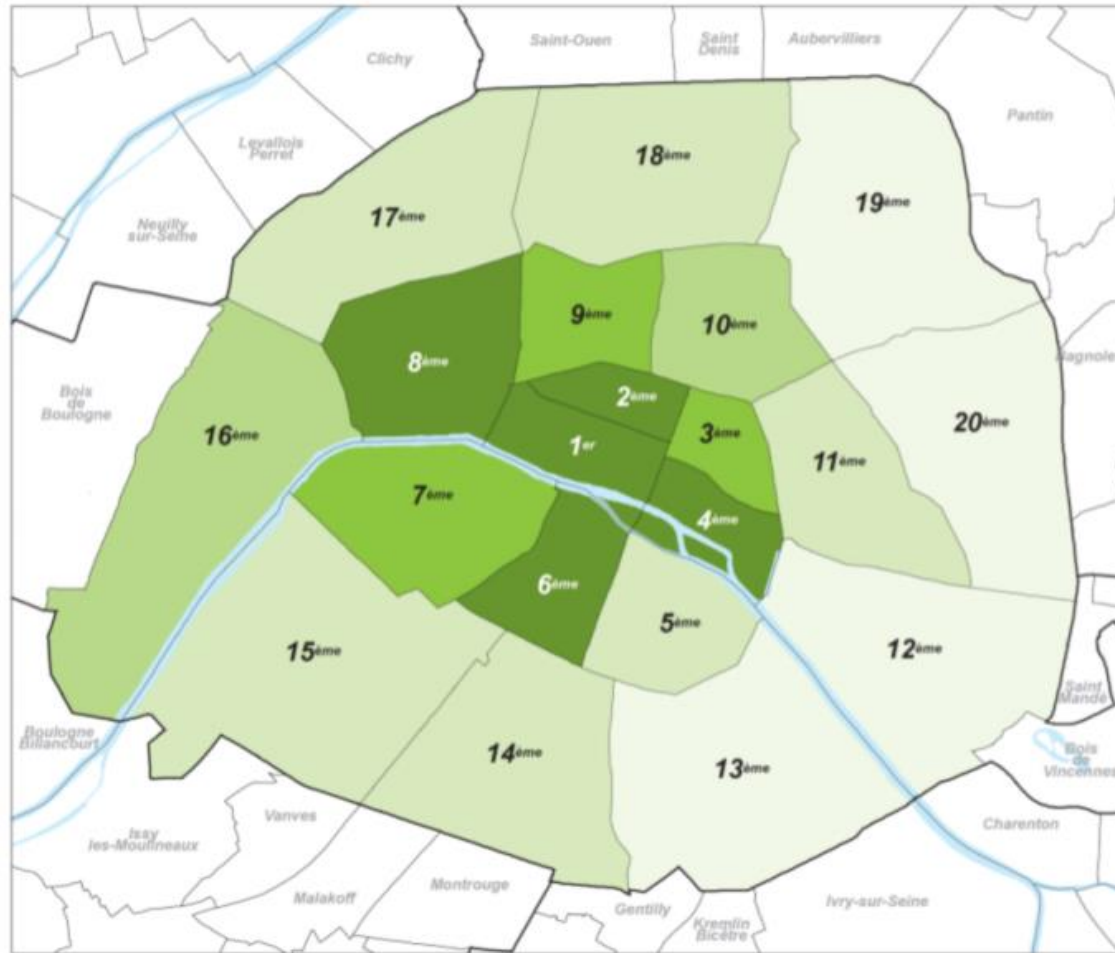 Saint-Ouen
Saint
Denis
Aubervilliers
Clichy
Pantin
Levallois
Perret
18ème
19ème
17ème
Neuilly
sur-Seine
9ème
10ème
8ème
Bagnole
Bois
de
Boulogne
2ème
16ème
1er
3ème
20ème
11ème
7ème
4ème
6ème
5ème
15ème
12ème
Saint
Mandé
Boulogne
Billancourt
14ème
13ème
Bois
de
Vincennes
Vanves
Charenton
Issy
les-Moulineaux
Malakoff
Montrouge
Gentilly
Kremlin
Bicêtre
Ivry-sur-Seine